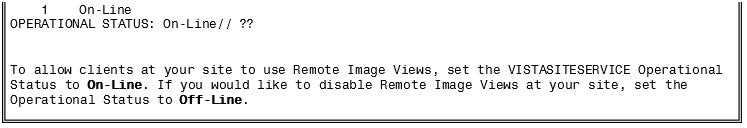 1    On-Line
OPERATIONAL STATUS: On-Line// ??
To allow clients at your site to use Remote Image Views, set the VISTASITESERVICE Operational
Status to On-Line. If you would like to disable Remote Image Views at your site, set the
Operational Status to Off-Line.